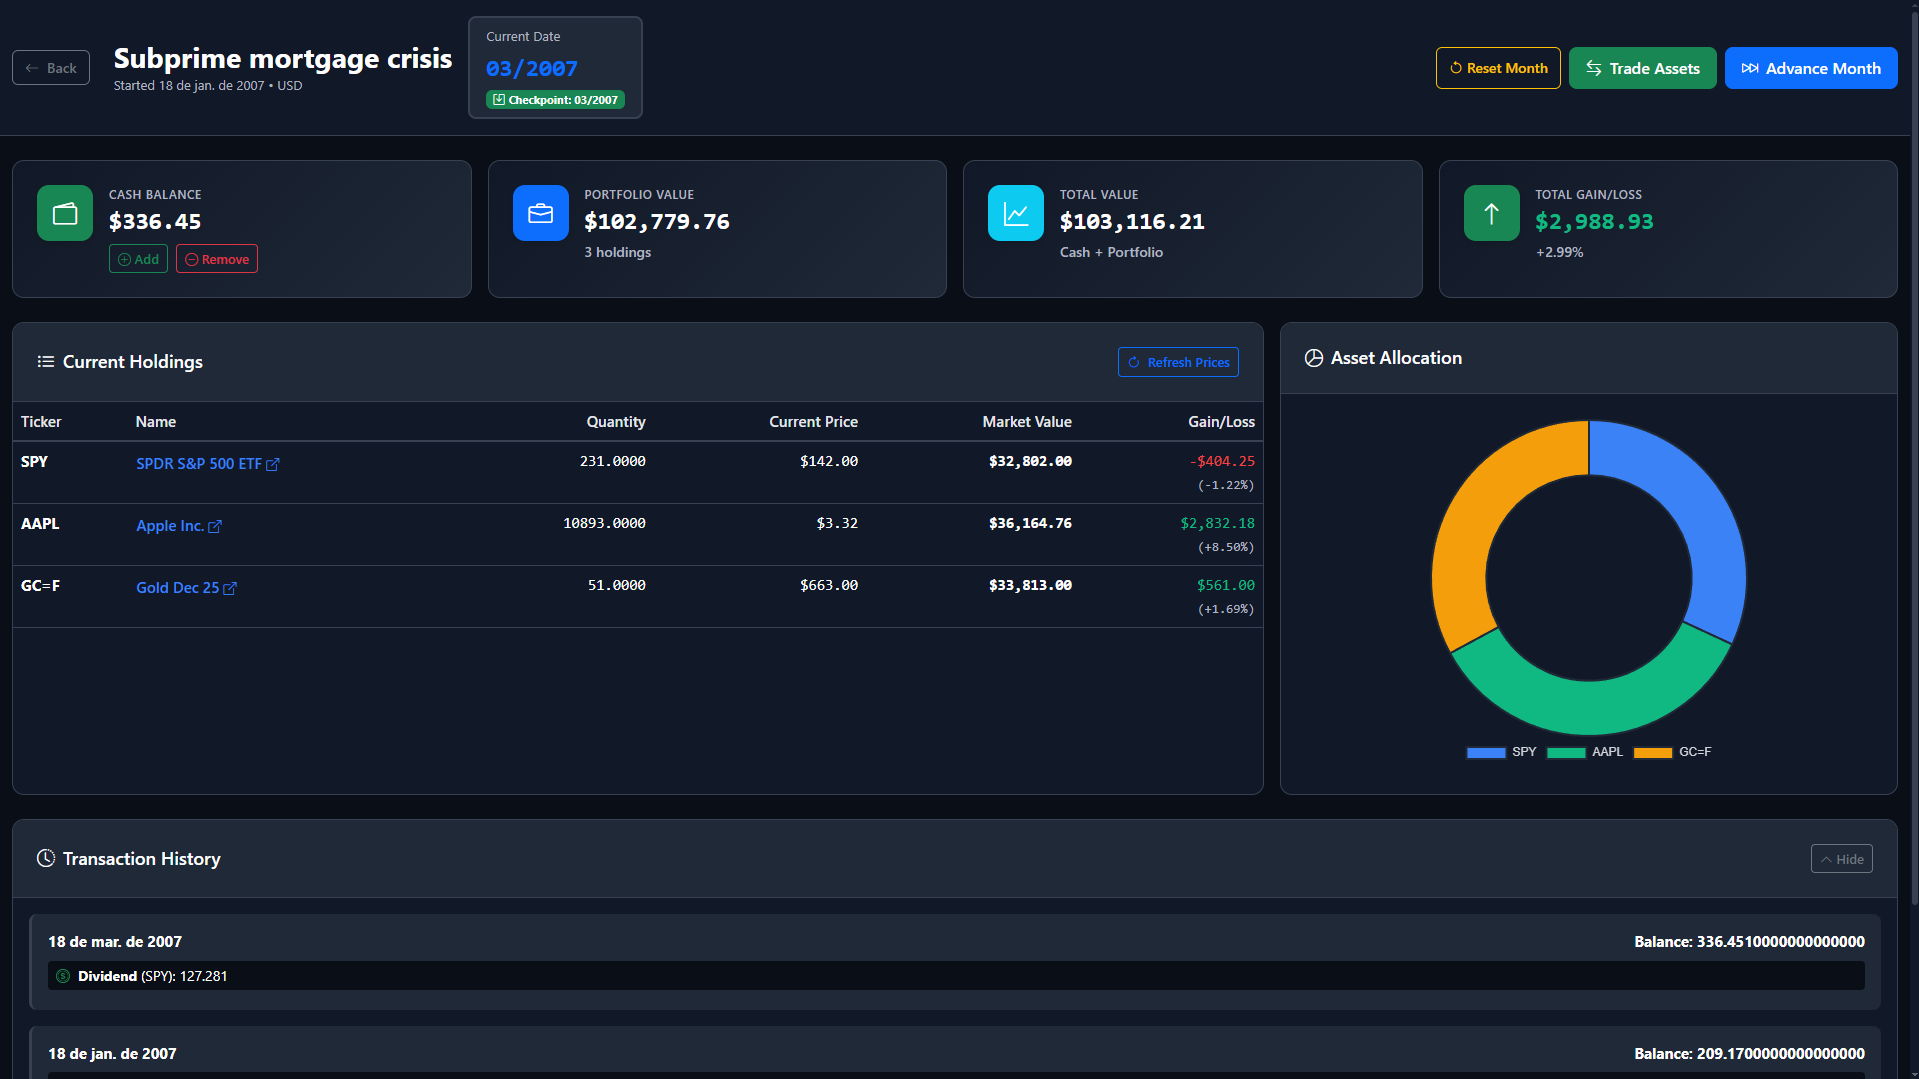 Back
Subprime mortgage crisis
Started 18 de jan. de 2007 • USD
Current Date
03/2007
Checkpoint: 03/2007
Reset Month
Trade Assets
Advance Month
CASH BALANCE
$336.45
Add
Remove
PORTFOLIO VALUE
$102,779.76
3 holdings
TOTAL VALUE
$103,116.21
Cash + Portfolio
TOTAL GAIN/LOSS
$2,988.93
+2.99%
Current Holdings
Refresh Prices
Ticker Name Quantity Current Price Market Value Gain/Loss
SPY SPDR S&P 500 ETF 231.0000 $142.00 $32,802.00 -$404.25
(-1.22%)
AAPL Apple Inc. 10893.0000 $3.32 $36,164.76 $2,832.18
(+8.50%)
GC=F Gold Dec 25 51.0000 $663.00 $33,813.00 $561.00
(+1.69%)
Asset Allocation
SPY AAPL GC=F
Transaction History
Hide
18 de mar. de 2007 Balance: 336.4510000000000000
Dividend (SPY): 127.281
18 de jan. de 2007 Balance: 209.1700000000000000